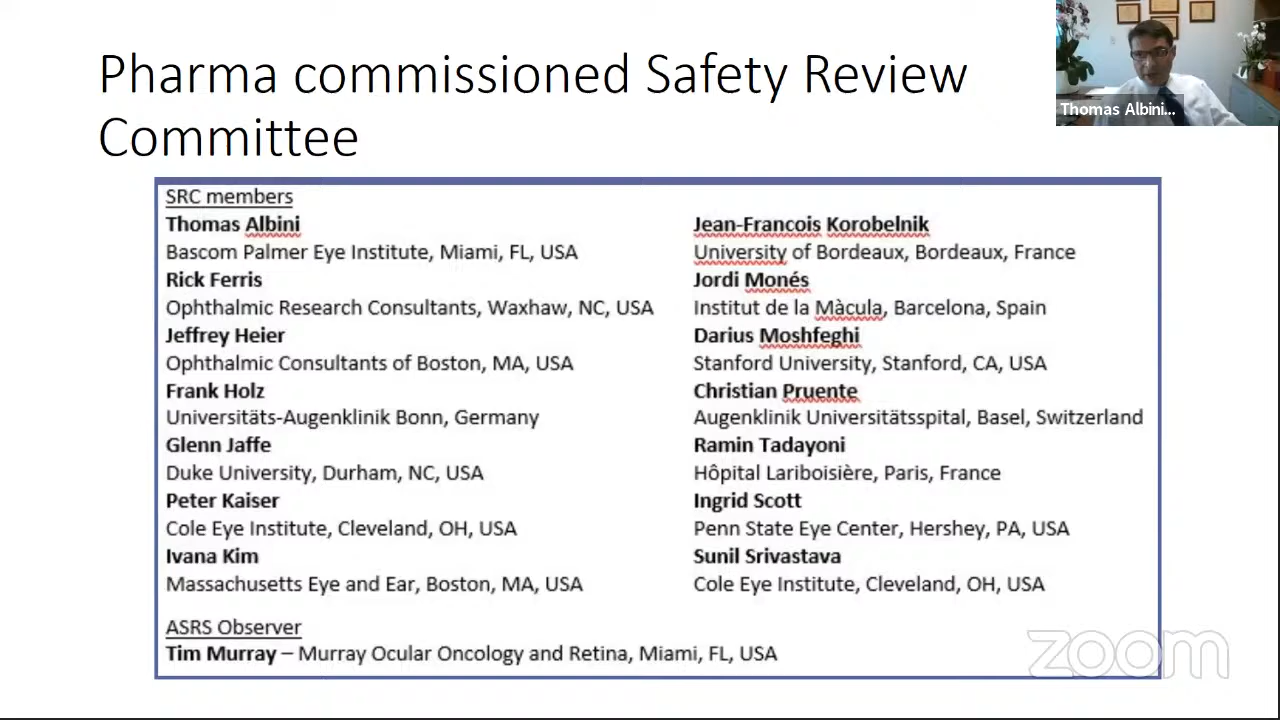 Pharma commissioned Safety Review
Committee
Thomas Albini...
SRC members
Thomas Albini
Bascom Palmer Eye Institute, Miami, FL, USA
Rick Ferris
Ophthalmic Research Consultants, Waxhaw, NC, USA
Jeffrey Heier
Ophthalmic Consultants of Boston, MA, USA
Frank Holz
Universitäts-Augenklinik Bonn, Germany
Glenn Jaffe
Duke University, Durham, NC, USA
Peter Kaiser
Cole Eye Institute, Cleveland, OH, USA
Ivana Kim
Massachusetts Eye and Ear, Boston, MA, USA
Jean-Francois Korobelnik
University of Bordeaux, Bordeaux, France
Jordi Monés
Institut de la Màcula, Barcelona, Spain
Darius Moshfeghi
Stanford University, Stanford, CA, USA
Christian Pruente
Augenklinik Universitätsspital, Basel, Switzerland
Ramin Tadayoni
Hôpital Lariboisière, Paris, France
Ingrid Scott
Penn State Eye Center, Hershey, PA, USA
Sunil Srivastava
Cole Eye Institute, Cleveland, OH, USA
ASRS Observer
Tim Murray – Murray Ocular Oncology and Retina, Miami, FL, USA
zoom